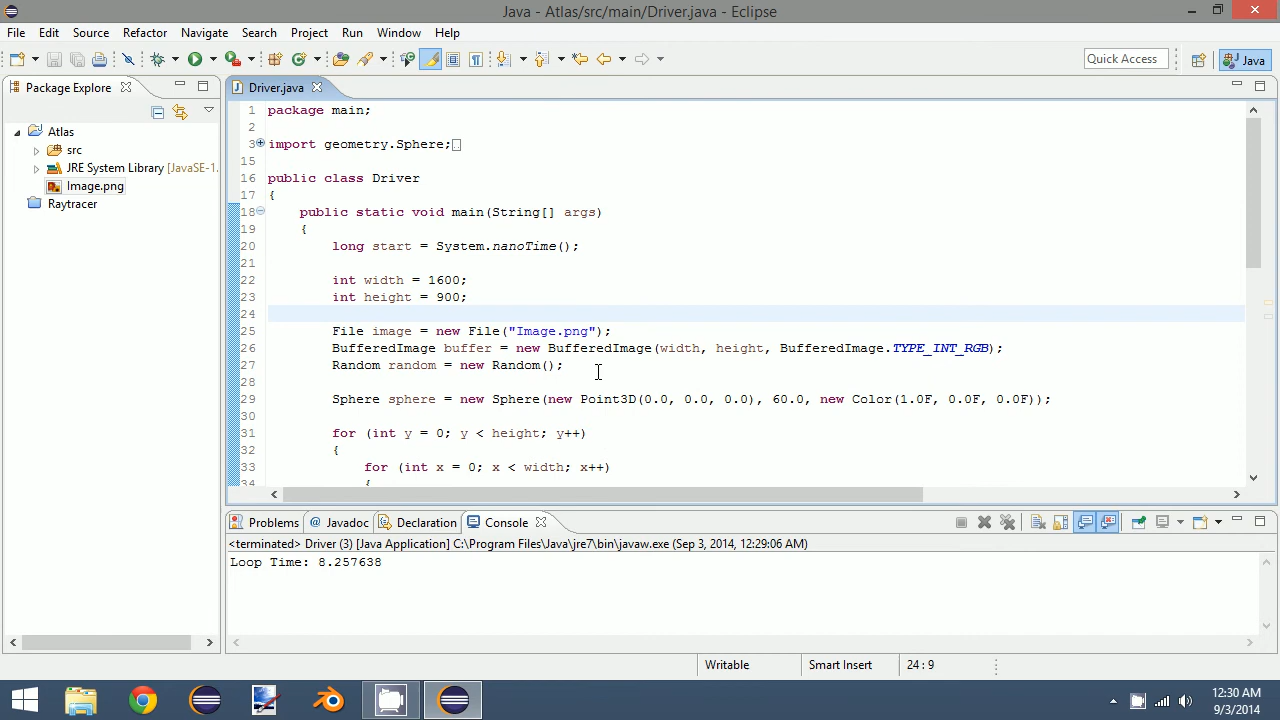 Java - Atlas/src/main/Driver.java - Eclipse
File Edit Source Refactor Navigate Search Project Run Window Help
Quick Access
Java
Package Explorer
Driver.java
Atlas
src
JRE System Library [JavaSE-1.
Image.png
Raytracer
1 package main;
2
3 import geometry.Sphere;
15
16 public class Driver
17 {
18 public static void main(String[] args)
19 {
20 long start = System.nanoTime();
21
22 int width = 1600;
23 int height = 900;
24
25 File image = new File("Image.png");
26 BufferedImage buffer = new BufferedImage(width, height, BufferedImage.TYPE_INT_RGB);
27 Random random = new Random();
28
29 Sphere sphere = new Sphere(new Point3D(0.0, 0.0, 0.0), 60.0, new Color(1.0F, 0.0F, 0.0F));
30
31 for (int y = 0; y < height; y++)
32 {
33 for (int x = 0; x < width; x++)
34 {
Problems @ Javadoc Declaration Console
<terminated> Driver (3) [Java Application] C:\Program Files\Java\jre7\bin\javaw.exe (Sep 3, 2014, 12:29:06 AM)
Loop Time: 8.257638
Writable Smart Insert 24 : 9
12:30 AM
9/3/2014